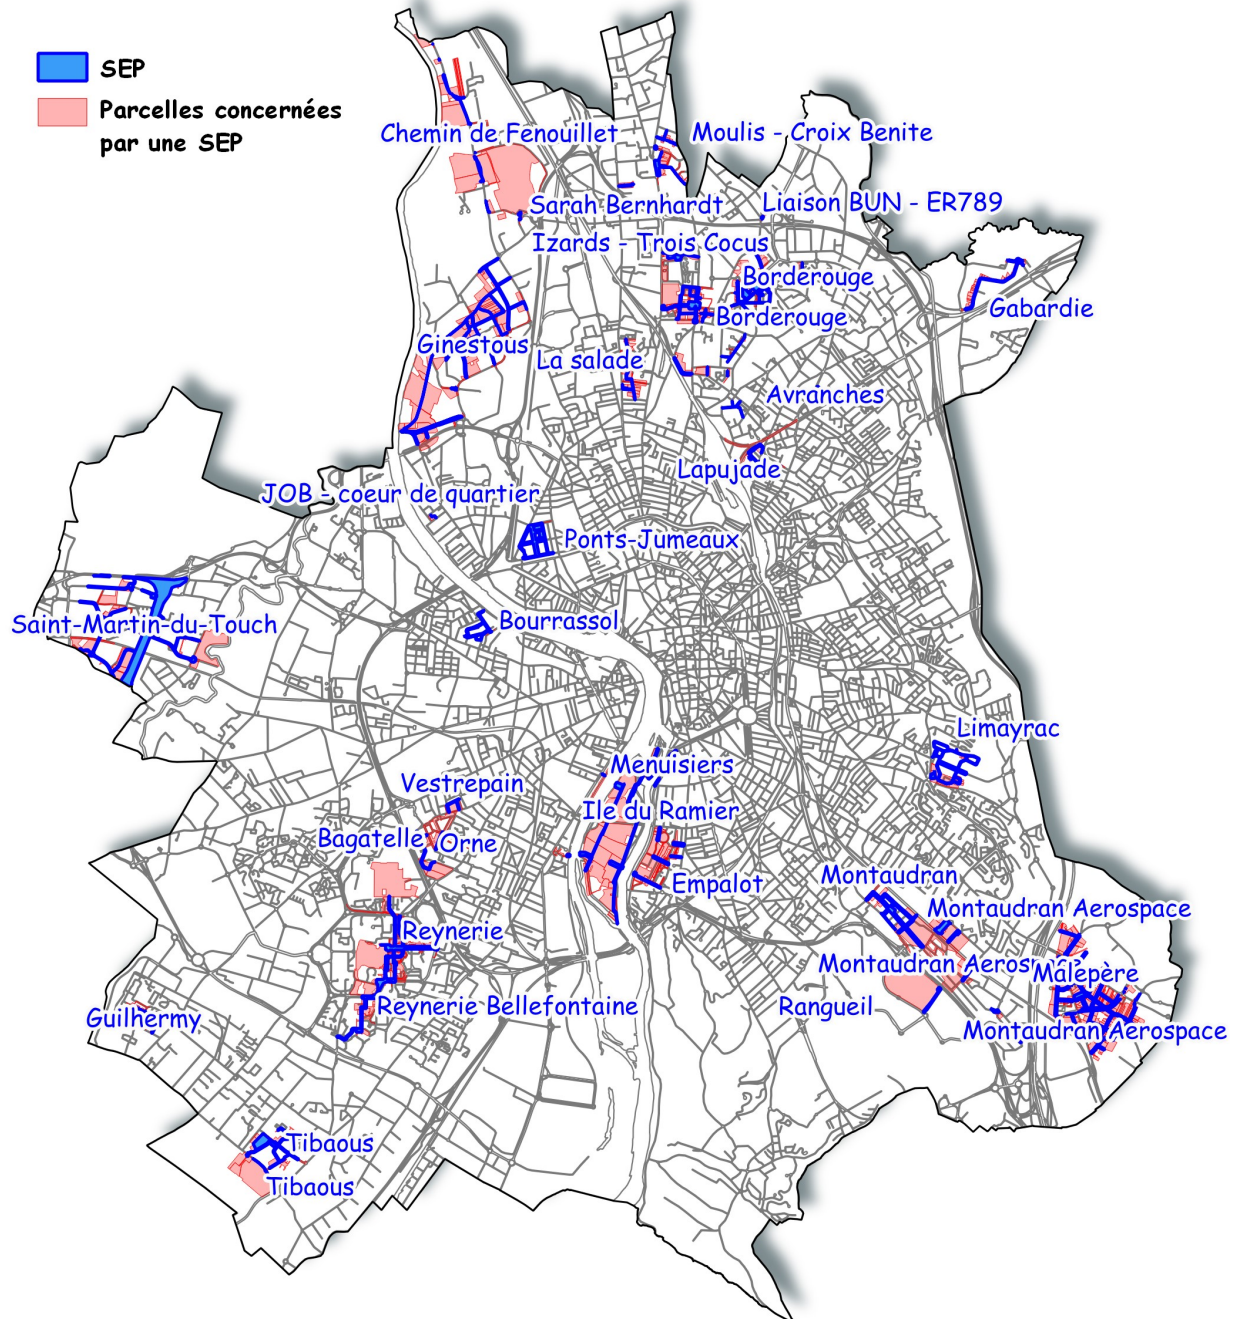 SEP
Parcelles concernées
par une SEP
Chemin de Fenouillet
Moulis - Croix Benite
Sarah Bernhardt
Liaison BUN - ER789
Izards - Trois Cocus
Borderouge
Gabardie
Borderouge
Ginestous
La salade
Avranches
Lapujade
JOB - coeur de quartier
Ponts-Jumeaux
Saint-Martin-du-Touch
Bourrassol
Limayrac
Menuisiers
Vestrepain
Ile du Ramier
Bagatelle
Orne
Empalot
Montaudran
Montaudran Aerospace
Reynerie
Montaudran Aerosp
Malepère
Reynerie Bellefontaine
Rangueil
Guilhermy
Montaudran Aerospace
Tibaous
Tibaous